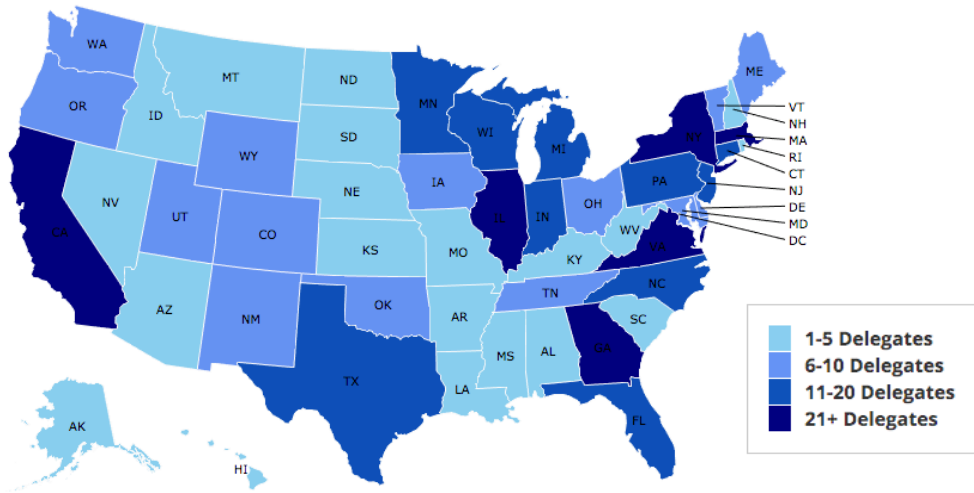 WA
MT
ND
MN
ME
OR
ID
SD
WI
MI
NY
VT
NH
MA
RI
CT
NJ
DE
MD
DC
WY
NE
IA
PA
NV
UT
CO
IL
IN
OH
CA
KS
MO
WV
VA
KY
AZ
NM
OK
TN
NC
AR
SC
MS
AL
GA
TX
LA
FL
AK
HI
1-5 Delegates
6-10 Delegates
11-20 Delegates
21+ Delegates